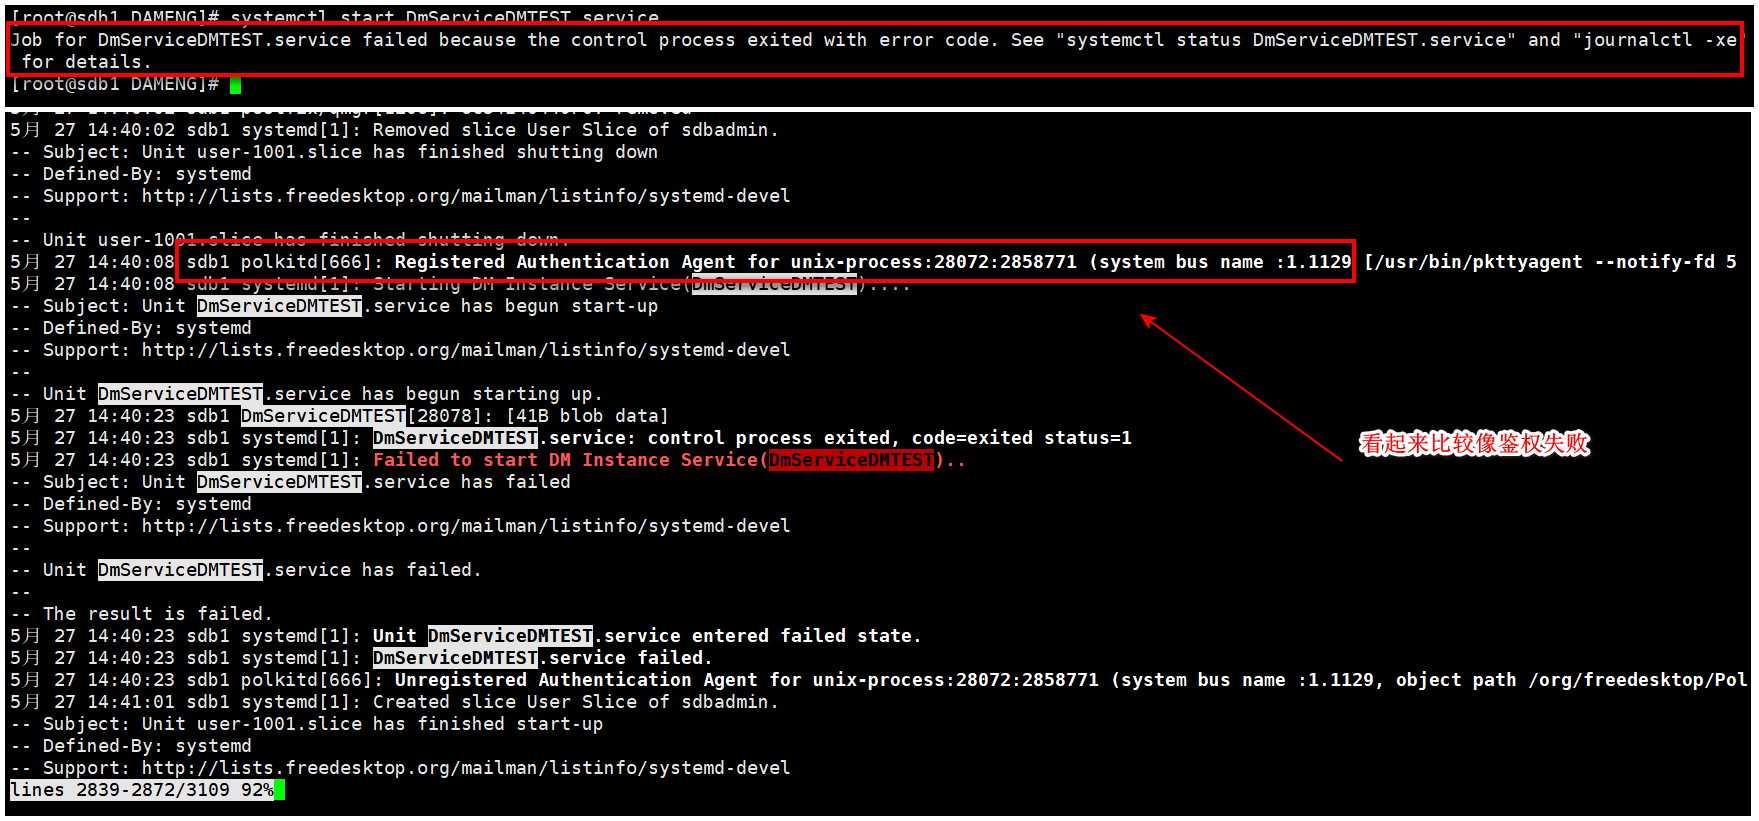 [root@sdb1 DAMENG]# systemctl start DmServiceDMTEST.service
Job for DmServiceDMTEST.service failed because the control process exited with error code. See "systemctl status DmServiceDMTEST.service" and "journalctl -xe"
for details.
[root@sdb1 DAMENG]#
5月 27 14:40:02 sdb1 systemd[1]: Removed slice User Slice of sdbadmin.
-- Subject: Unit user-1001.slice has finished shutting down
-- Defined-By: systemd
-- Support: http://lists.freedesktop.org/mailman/listinfo/systemd-devel
--
-- Unit user-1001.slice has finished shutting down.
5月 27 14:40:08 sdb1 polkitd[666]: Registered Authentication Agent for unix-process:28072:2858771 (system bus name :1.1129 [/usr/bin/pkttyagent --notify-fd 5
5月 27 14:40:08 sdb1 systemd[1]: Starting DM Instance Service(DmServiceDMTEST)....
-- Subject: Unit DmServiceDMTEST.service has begun start-up
-- Defined-By: systemd
-- Support: http://lists.freedesktop.org/mailman/listinfo/systemd-devel
--
-- Unit DmServiceDMTEST.service has begun starting up.
5月 27 14:40:23 sdb1 DmServiceDMTEST[28078]: [41B blob data]
5月 27 14:40:23 sdb1 systemd[1]: DmServiceDMTEST.service: control process exited, code=exited status=1
看起来比较像鉴权失败
5月 27 14:40:23 sdb1 systemd[1]: Failed to start DM Instance Service(DmServiceDMTEST)..
-- Subject: Unit DmServiceDMTEST.service has failed
-- Defined-By: systemd
-- Support: http://lists.freedesktop.org/mailman/listinfo/systemd-devel
--
-- Unit DmServiceDMTEST.service has failed.
--
-- The result is failed.
5月 27 14:40:23 sdb1 systemd[1]: Unit DmServiceDMTEST.service entered failed state.
5月 27 14:40:23 sdb1 systemd[1]: DmServiceDMTEST.service failed.
5月 27 14:40:23 sdb1 polkitd[666]: Unregistered Authentication Agent for unix-process:28072:2858771 (system bus name :1.1129, object path /org/freedesktop/Pol
5月 27 14:41:01 sdb1 systemd[1]: Created slice User Slice of sdbadmin.
-- Subject: Unit user-1001.slice has finished start-up
-- Defined-By: systemd
-- Support: http://lists.freedesktop.org/mailman/listinfo/systemd-devel
lines 2839-2872/3109 92%